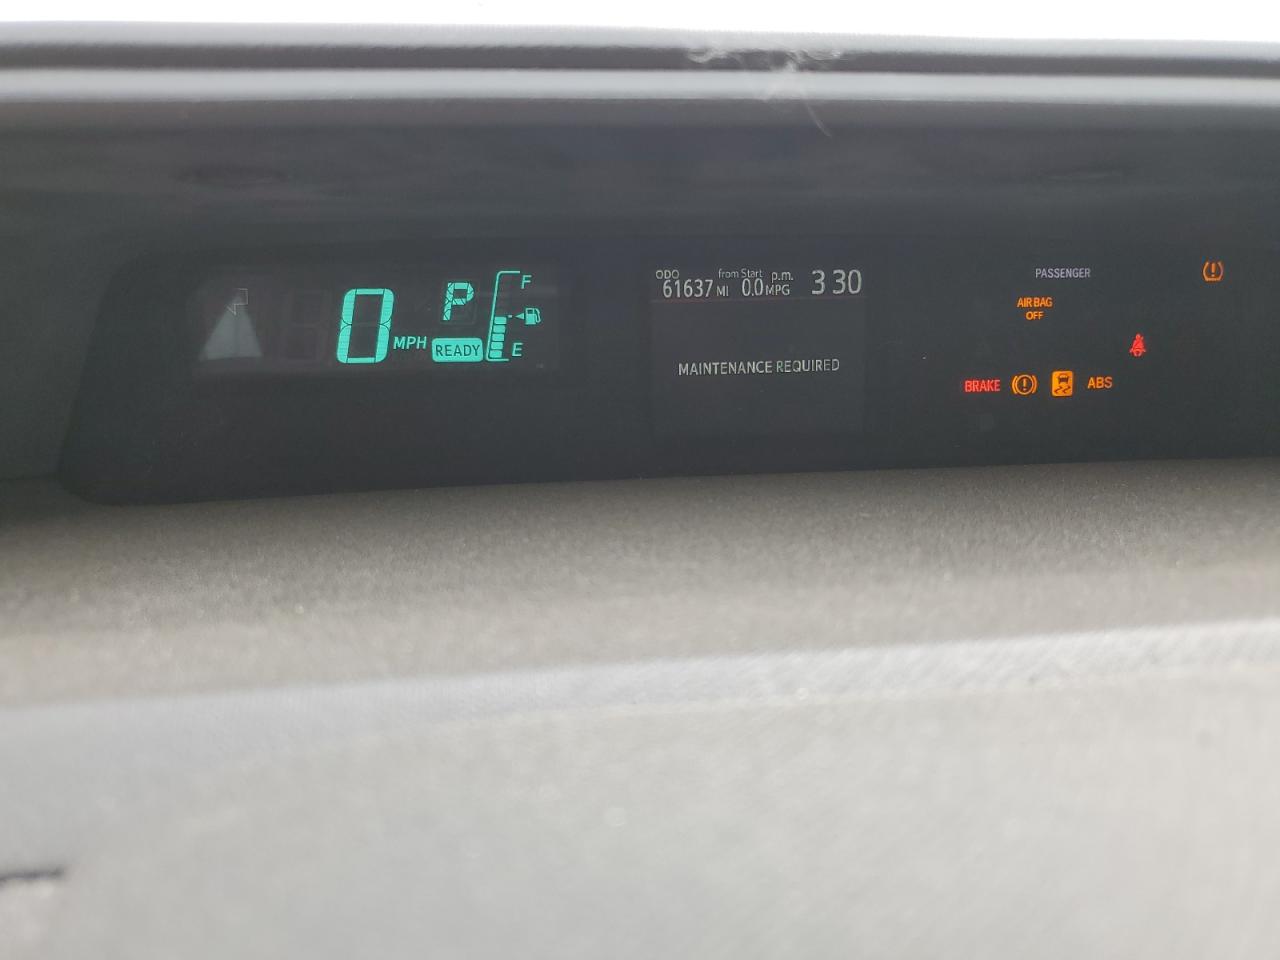 0 MPH
P
READY
F
E
ODO from Start p.m.
61637 MI 0.0 MPG 3 30
MAINTENANCE REQUIRED
PASSENGER
AIR BAG
OFF
BRAKE ABS